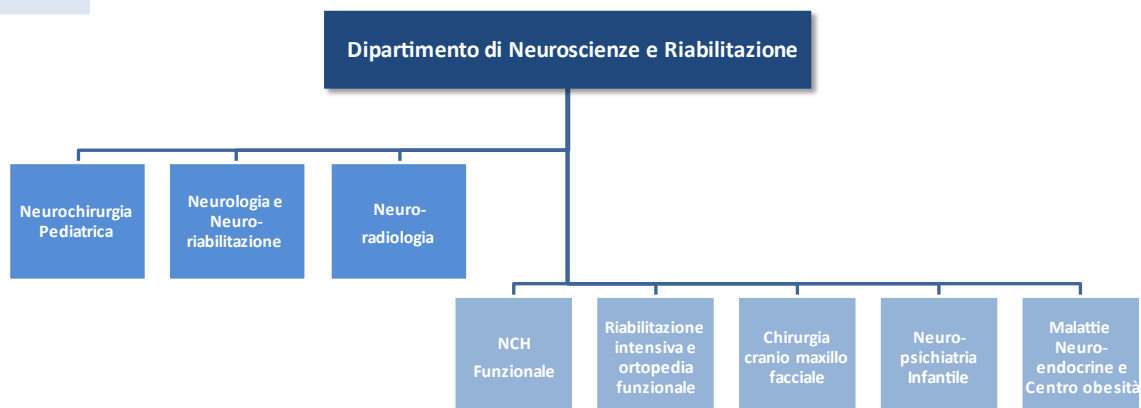 Dipartimento di Neuroscienze e Riabilitazione
Neurochirurgia
Pediatrica
Neurologia e
Neuro-
riabilitazione
Neuro-
radiologia
NCH
Funzionale
Riabilitazione
intensiva e
ortopedia
funzionale
Chirurgia
cranio maxillo
facciale
Neuro-
psichiatria
Infantile
Malattie
Neuro-
endocrine e
Centro obesità